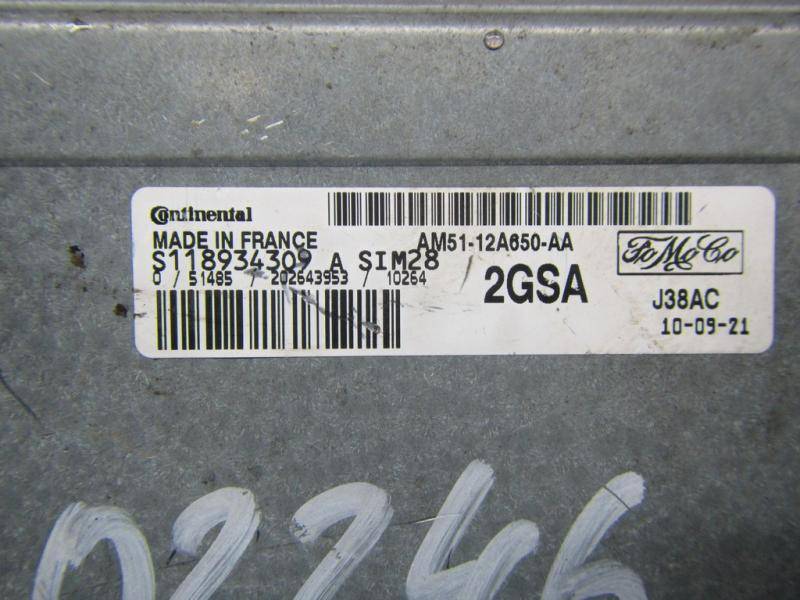 Continental
MADE IN FRANCE
AM51-12A650-AA
FoMoCo
S118934309 A SIM28
0 / 51485 / 202643953 / 10264
2GSA
J38AC
10-09-21